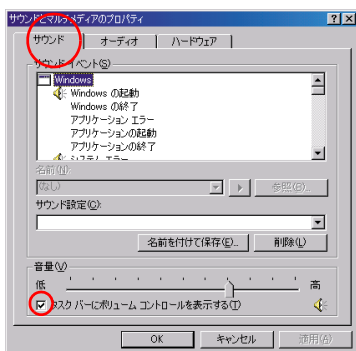 サウンドとマルチメディアのプロパティ
サウンド オーディオ ハードウェア
サウンド イベント(S)
Windows
Windows の起動
Windows の終了
アプリケーション エラー
アプリケーションの起動
アプリケーションの終了
システム エラー
名前(N):
(なし) 参照(B)...
サウンド設定(C):
名前を付けて保存(E)... 削除(L)
音量(V)
低 高
タスク バーにボリューム コントロールを表示する(T)
OK キャンセル 適用(A)